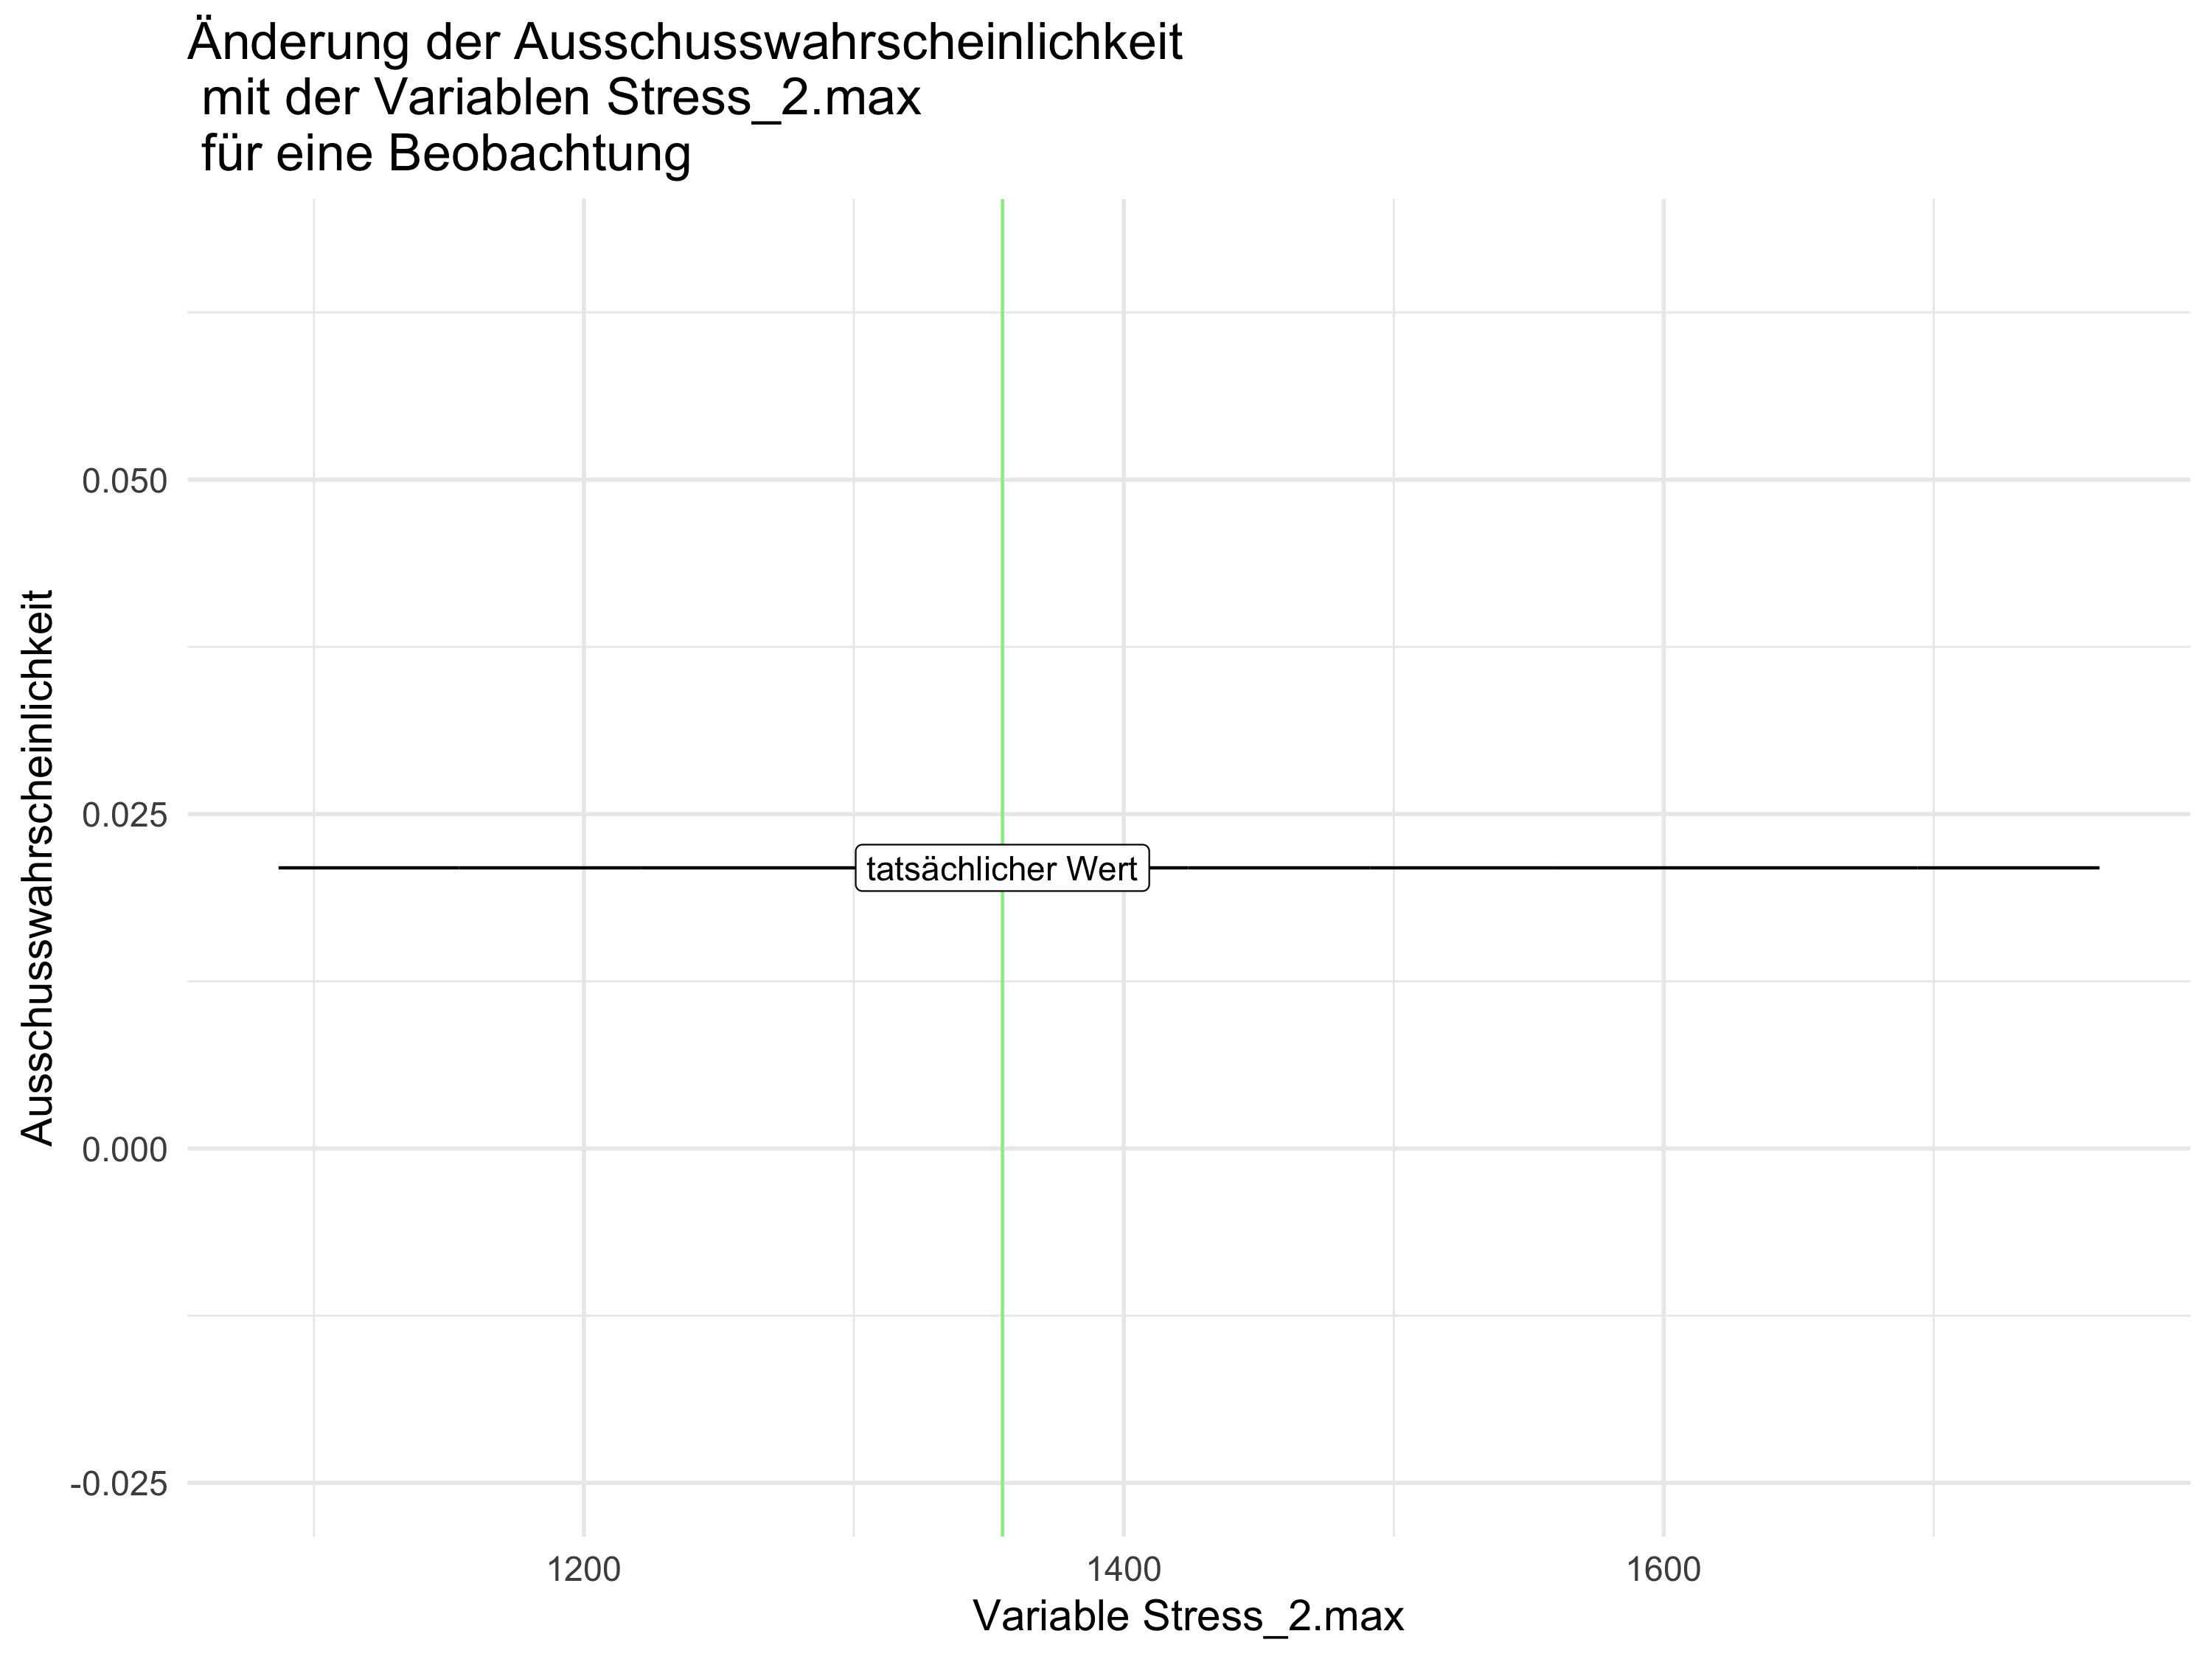 Änderung der Ausschusswahrscheinlichkeit
mit der Variablen Stress_2.max
für eine Beobachtung
Ausschusswahrscheinlichkeit
0.050
0.025
0.000
-0.025
tatsächlicher Wert
1200
1400
1600
Variable Stress_2.max